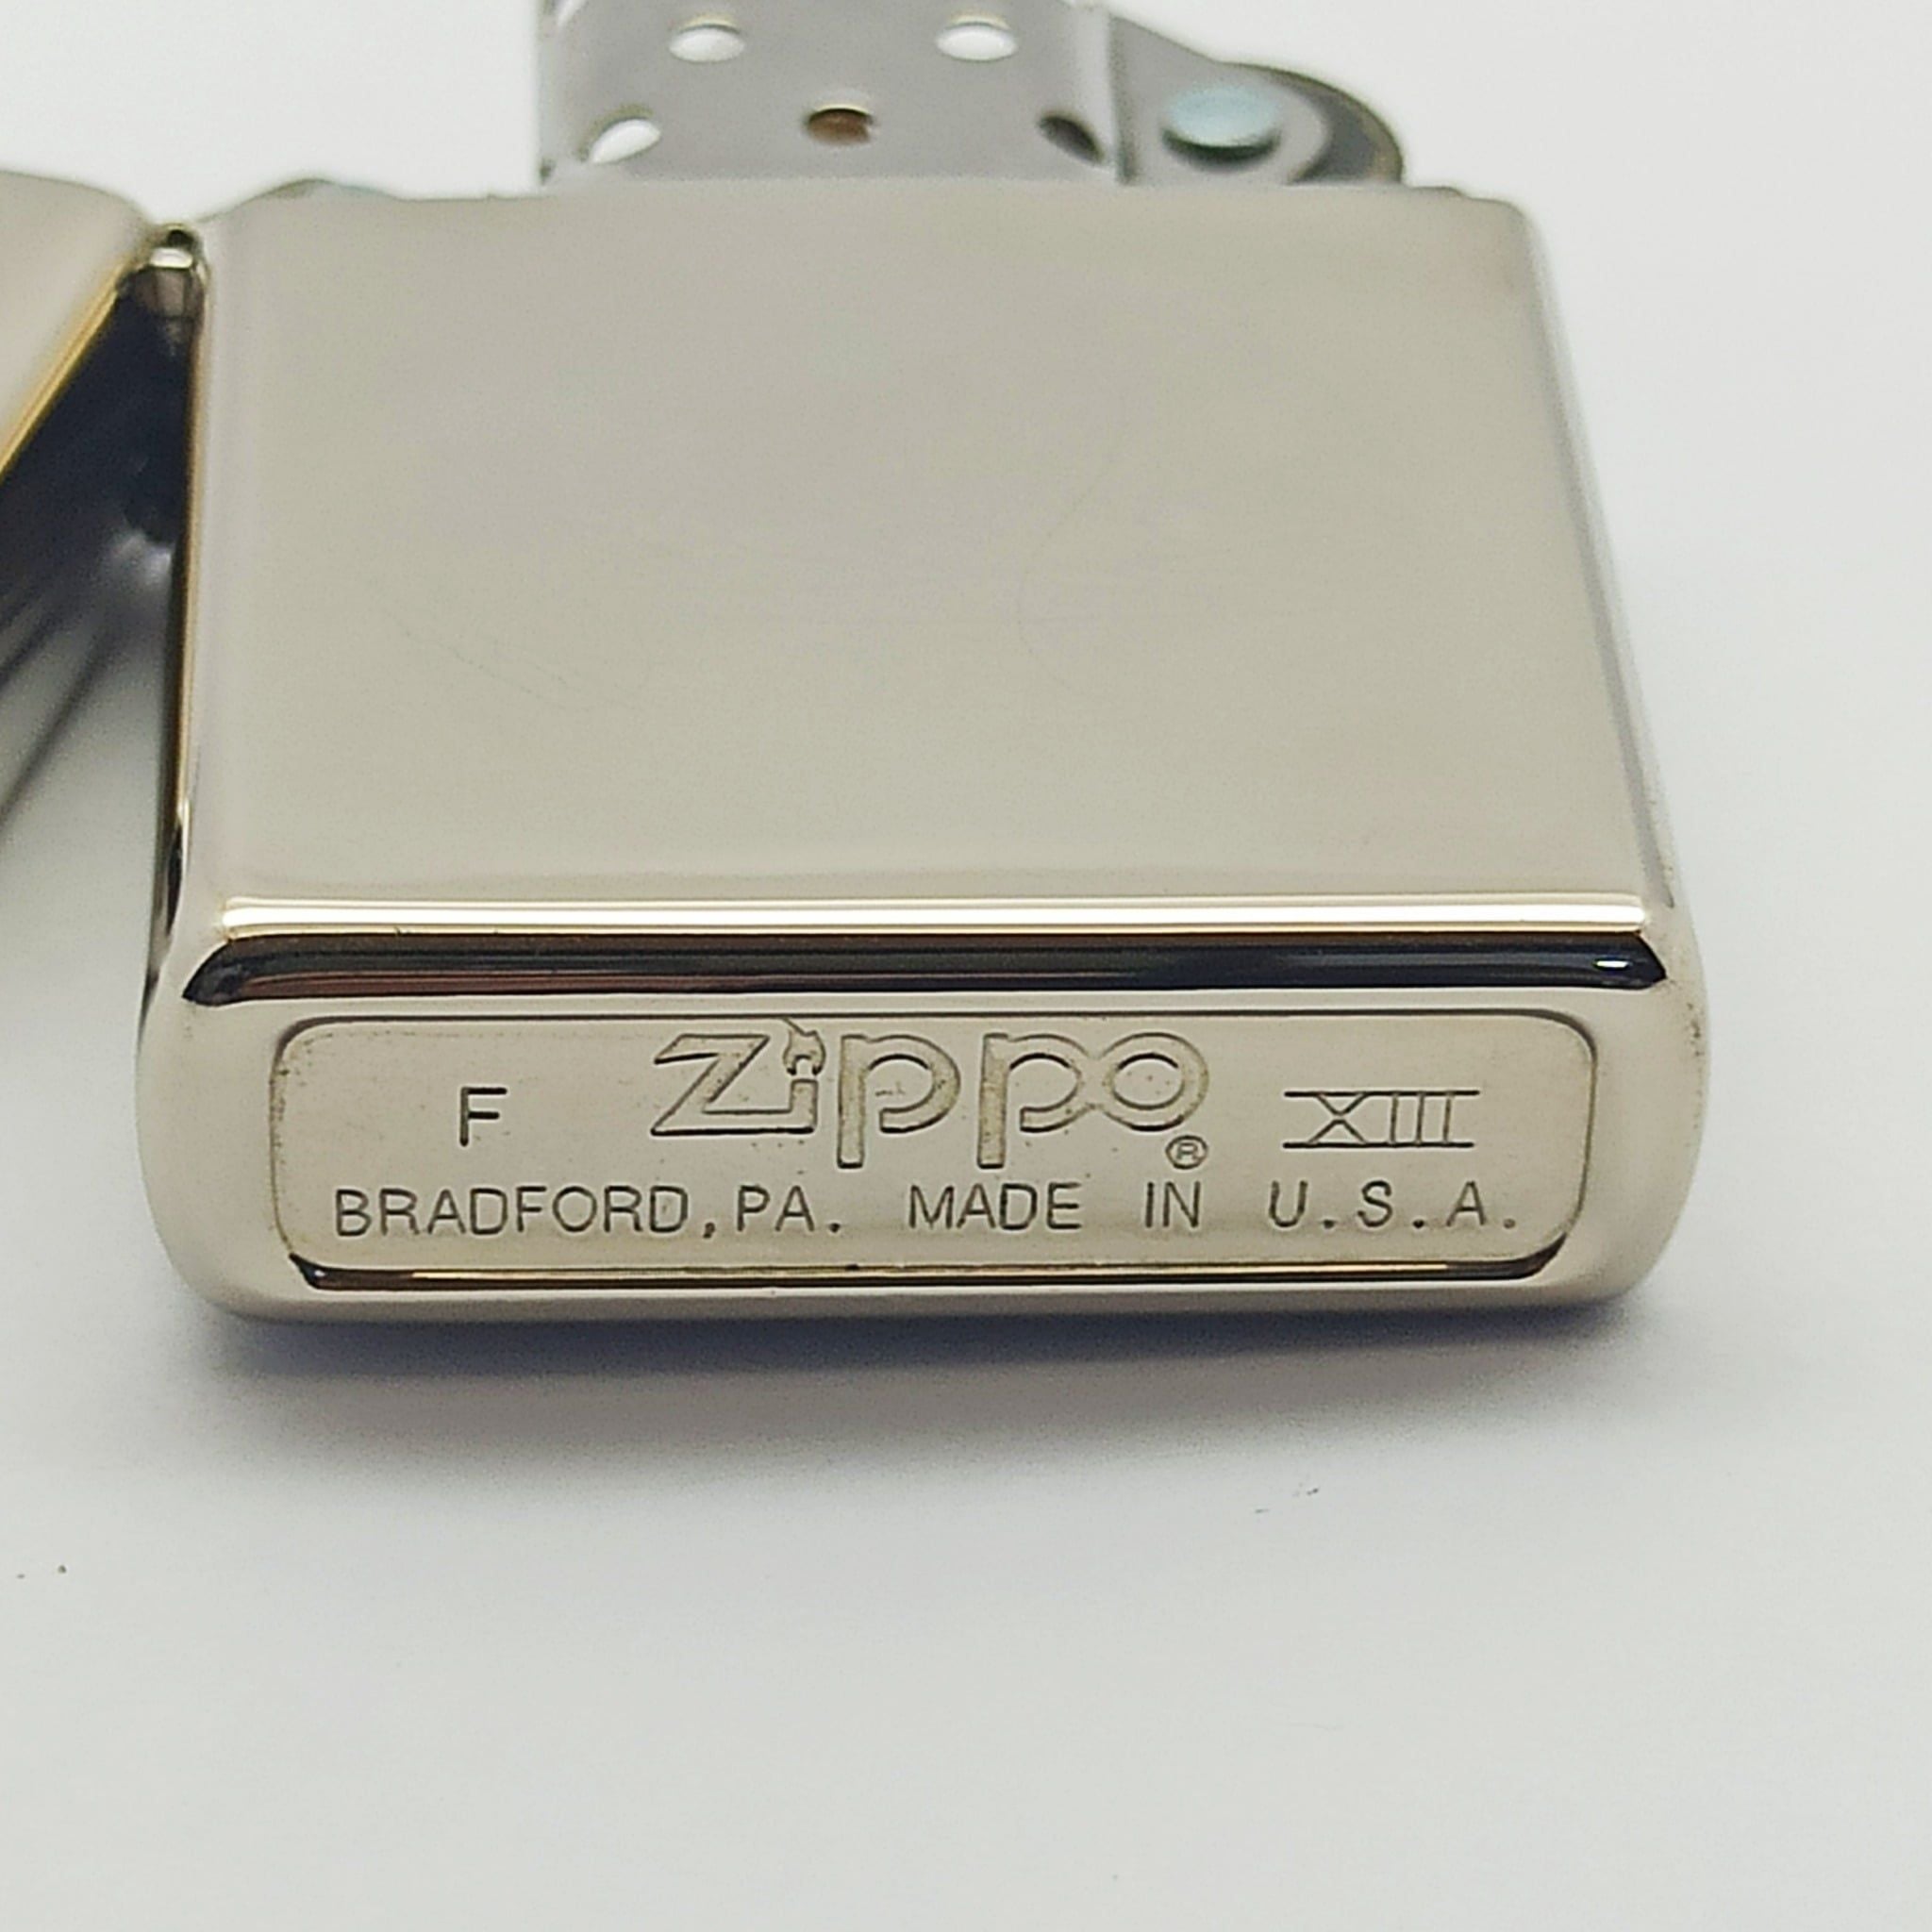 F Zippo® XIII
BRADFORD, PA. MADE IN U.S.A.